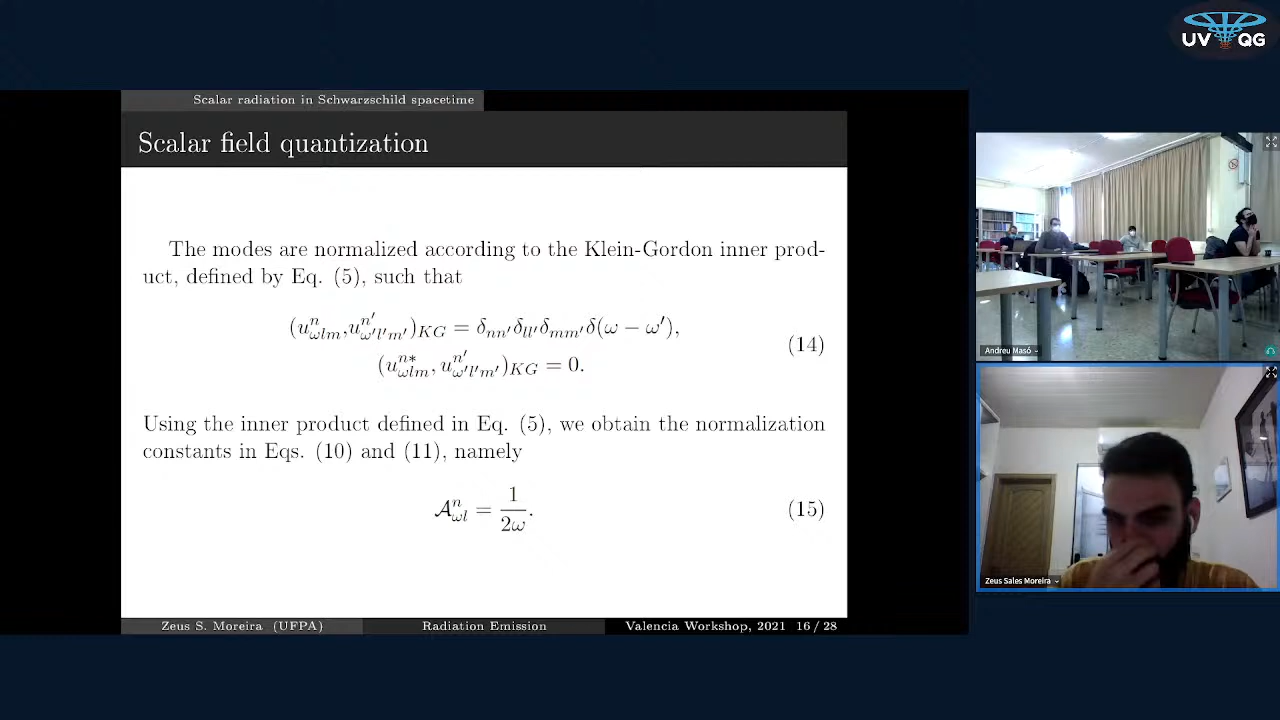 UV QG
Scalar radiation in Schwarzschild spacetime
Scalar field quantization
The modes are normalized according to the Klein-Gordon inner prod-
uct, defined by Eq. (5), such that
(u^n_{ωlm},u^{n'}_{ω'l'm'})_{KG} = δ_{nn'}δ_{ll'}δ_{mm'}δ(ω − ω'),
(14)
(u^{n*}_{ωlm}, u^{n'}_{ω'l'm'})_{KG} = 0.
Using the inner product defined in Eq. (5), we obtain the normalization
constants in Eqs. (10) and (11), namely
𝒜^n_{ωl} = 1/2ω. (15)
Zeus S. Moreira (UFPA) Radiation Emission Valencia Workshop, 2021 16 / 28
Andreu Masó
Zeus Sales Moreira